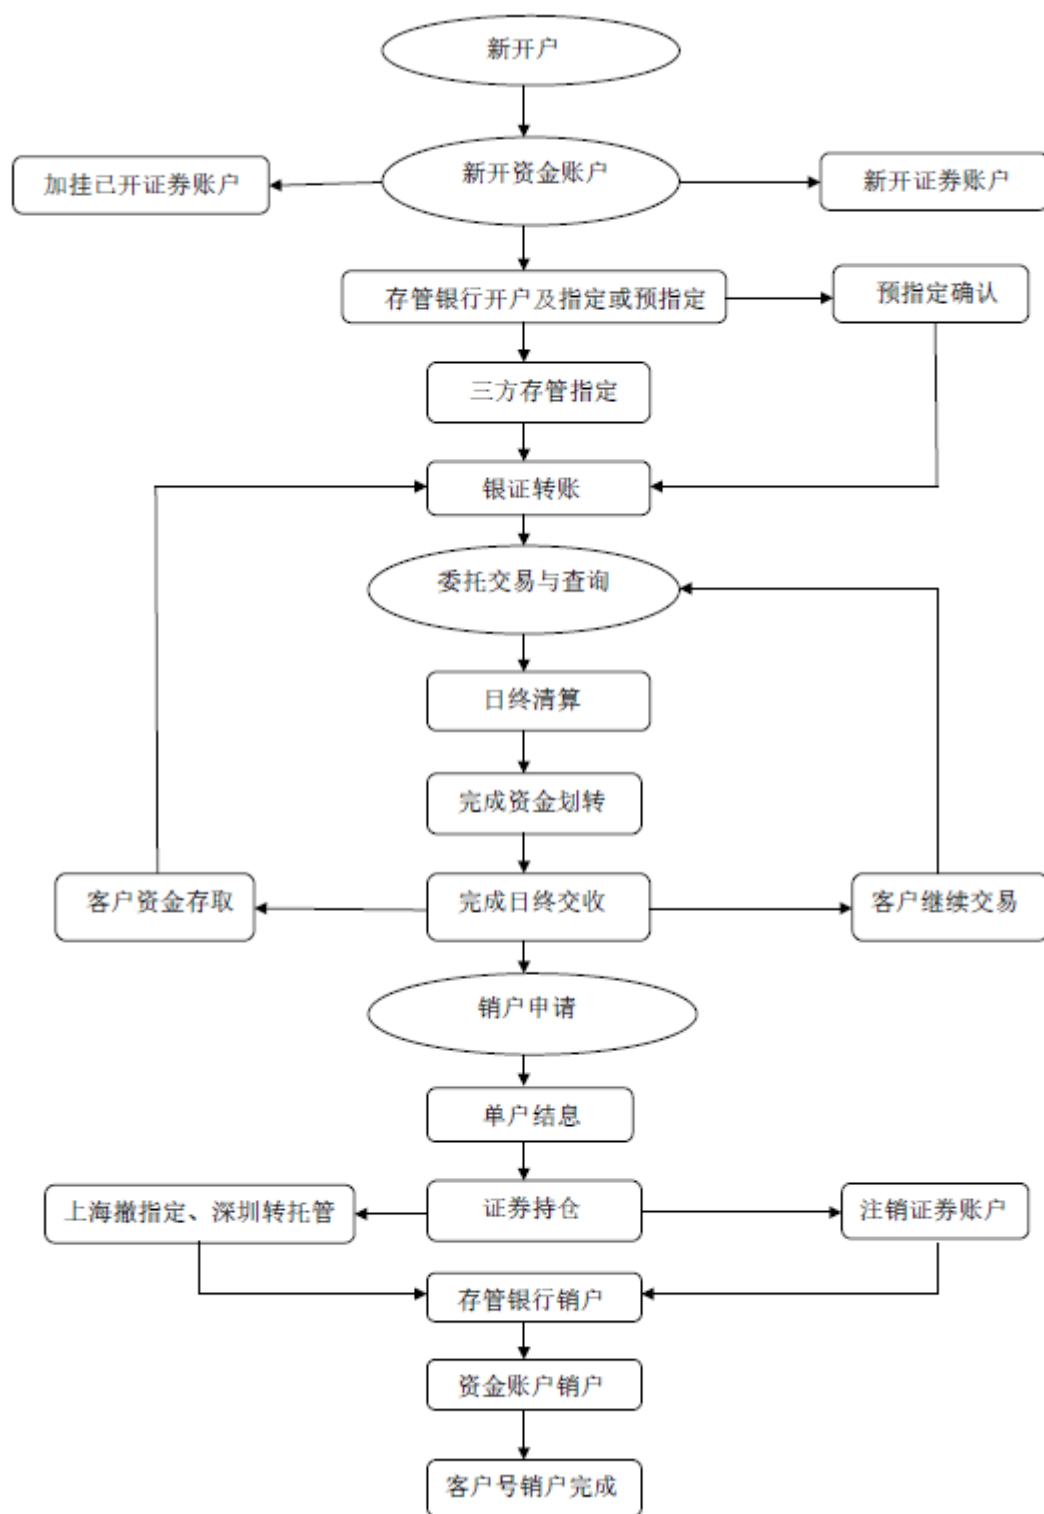 新开户
新开资金账户
加挂已开证券账户
新开证券账户
存管银行开户及指定或预指定
预指定确认
三方存管指定
银证转账
委托交易与查询
日终清算
完成资金划转
客户资金存取
完成日终交收
客户继续交易
销户申请
单户结息
上海撤指定、深圳转托管
证券持仓
注销证券账户
存管银行销户
资金账户销户
客户号销户完成